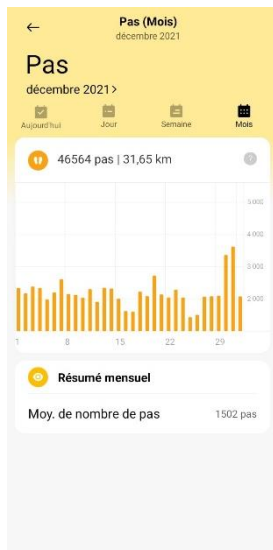 Pas (Mois)
décembre 2021
Pas
décembre 2021>
Aujourd'hui Jour Semaine Mois
46564 pas | 31,65 km ?
5 000
4 000
3 000
2 000
1 8 15 22 29
Résumé mensuel
Moy. de nombre de pas 1502 pas